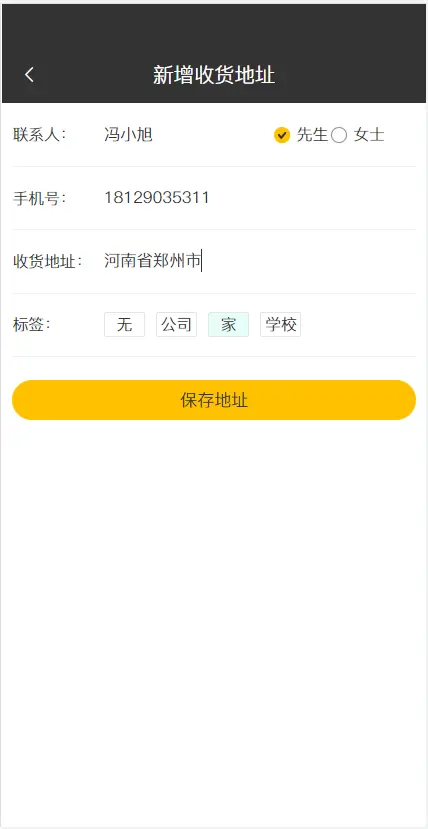 新增收货地址
联系人： 冯小旭 先生 女士
手机号： 18129035311
收货地址： 河南省郑州市
标签： 无 公司 家 学校
保存地址